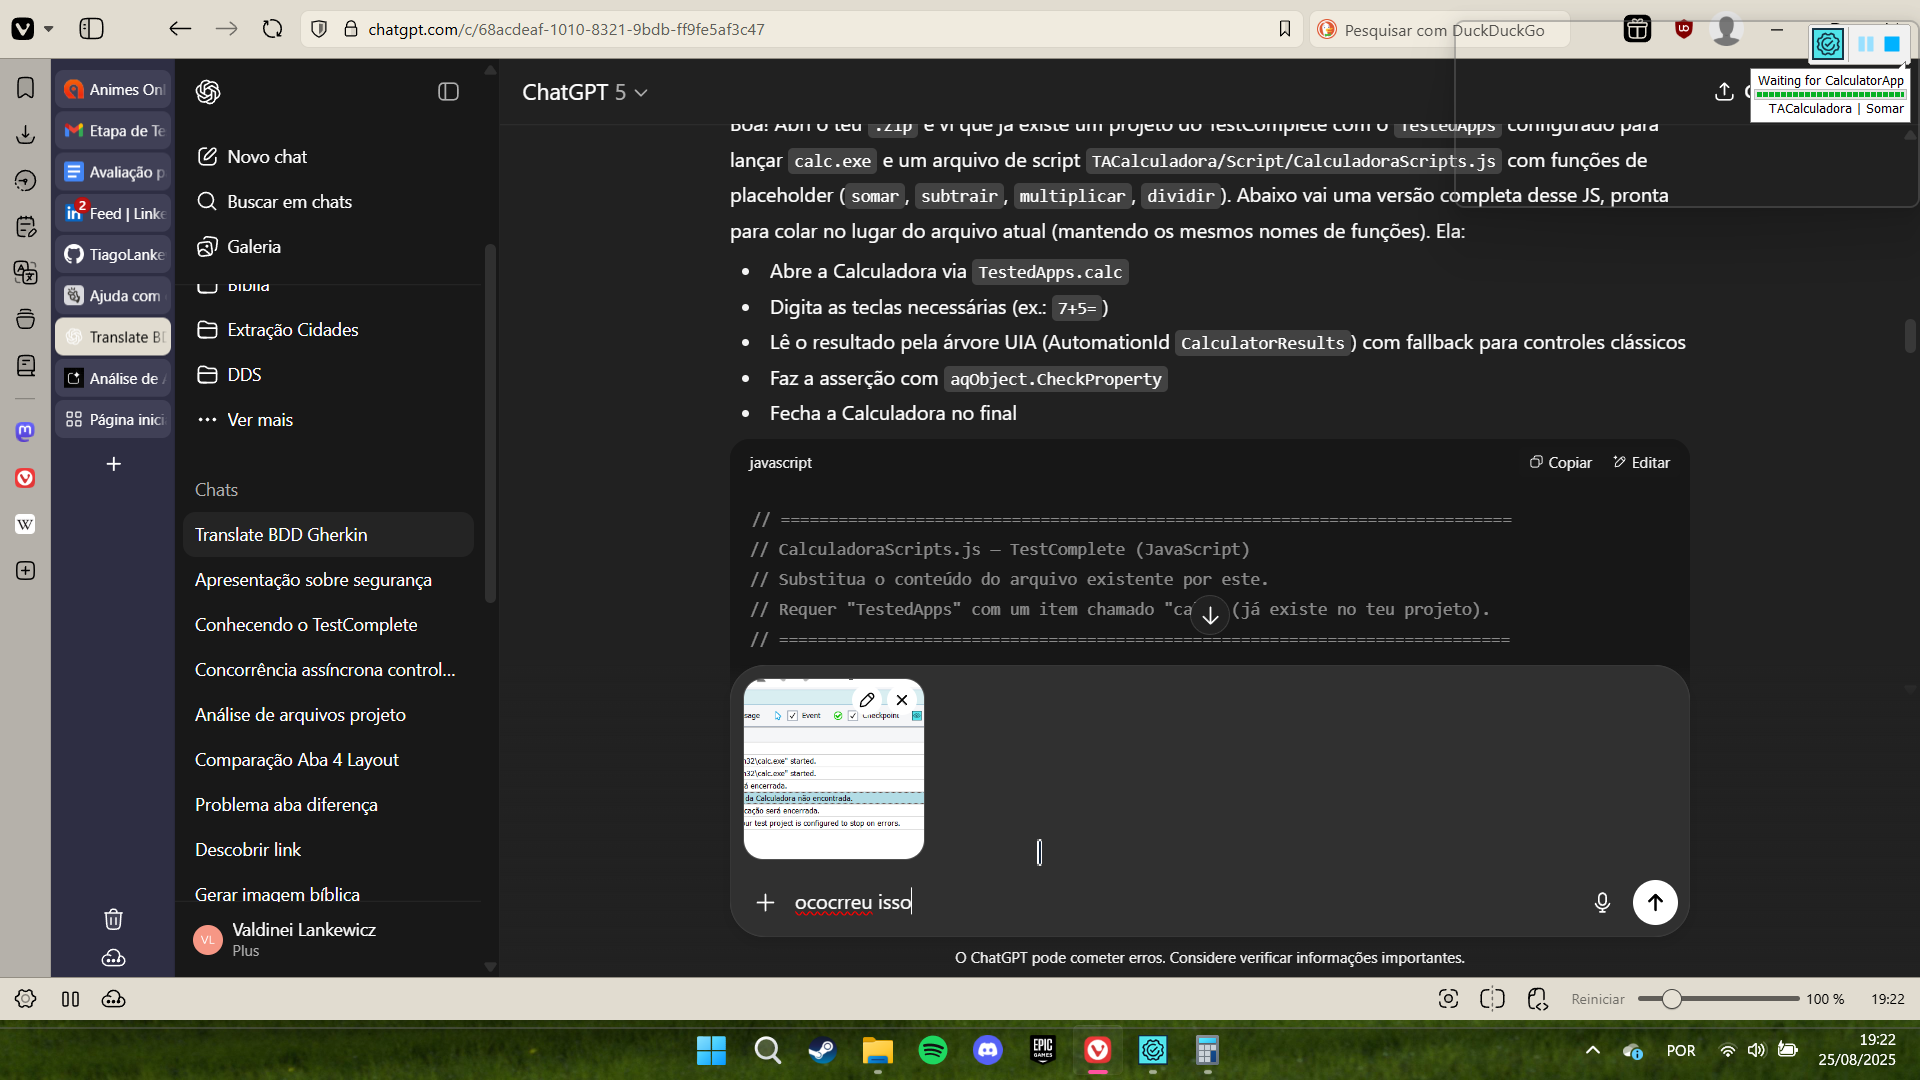 chatgpt.com/c/68acdeaf-1010-8321-9bdb-ff9fe5af3c47
Pesquisar com DuckDuckGo
Waiting for CalculatorApp
TACalculadora | Somar
Animes Onl
Etapa de Te
Avaliação p
2
Feed | Linke
TiagoLanke
Ajuda com
Translate BD
Análise de
Página inici
Novo chat
Buscar em chats
Galeria
Bíblia
Extração Cidades
DDS
Ver mais
Chats
Translate BDD Gherkin
Apresentação sobre segurança
Conhecendo o TestComplete
Concorrência assíncrona control...
Análise de arquivos projeto
Comparação Aba 4 Layout
Problema aba diferença
Descobrir link
Gerar imagem bíblica
VL
Valdinei Lankewicz
Plus
ChatGPT 5
Boa! Abri o teu .zip e vi que já existe um projeto do TestComplete com o TestedApps configurado para
lançar calc.exe e um arquivo de script TACalculadora/Script/CalculadoraScripts.js com funções de
placeholder (somar, subtrair, multiplicar, dividir). Abaixo vai uma versão completa desse JS, pronta
para colar no lugar do arquivo atual (mantendo os mesmos nomes de funções). Ela:
• Abre a Calculadora via TestedApps.calc
• Digita as teclas necessárias (ex.: 7+5=)
• Lê o resultado pela árvore UIA (AutomationId CalculatorResults) com fallback para controles clássicos
• Faz a asserção com aqObject.CheckProperty
• Fecha a Calculadora no final
javascript
Copiar
Editar
// ===========================================================================
// CalculadoraScripts.js — TestComplete (JavaScript)
// Substitua o conteúdo do arquivo existente por este.
// Requer "TestedApps" com um item chamado "ca (já existe no teu projeto).
// ===========================================================================
sage Event Checkpoint
n32\calc.exe" started.
n32\calc.exe" started.
á encerrada.
da Calculadora não encontrada.
cação será encerrada.
our test project is configured to stop on errors.
ococrreu isso
O ChatGPT pode cometer erros. Considere verificar informações importantes.
Reiniciar
100 %
19:22
EPIC GAMES
POR
19:22
25/08/2025